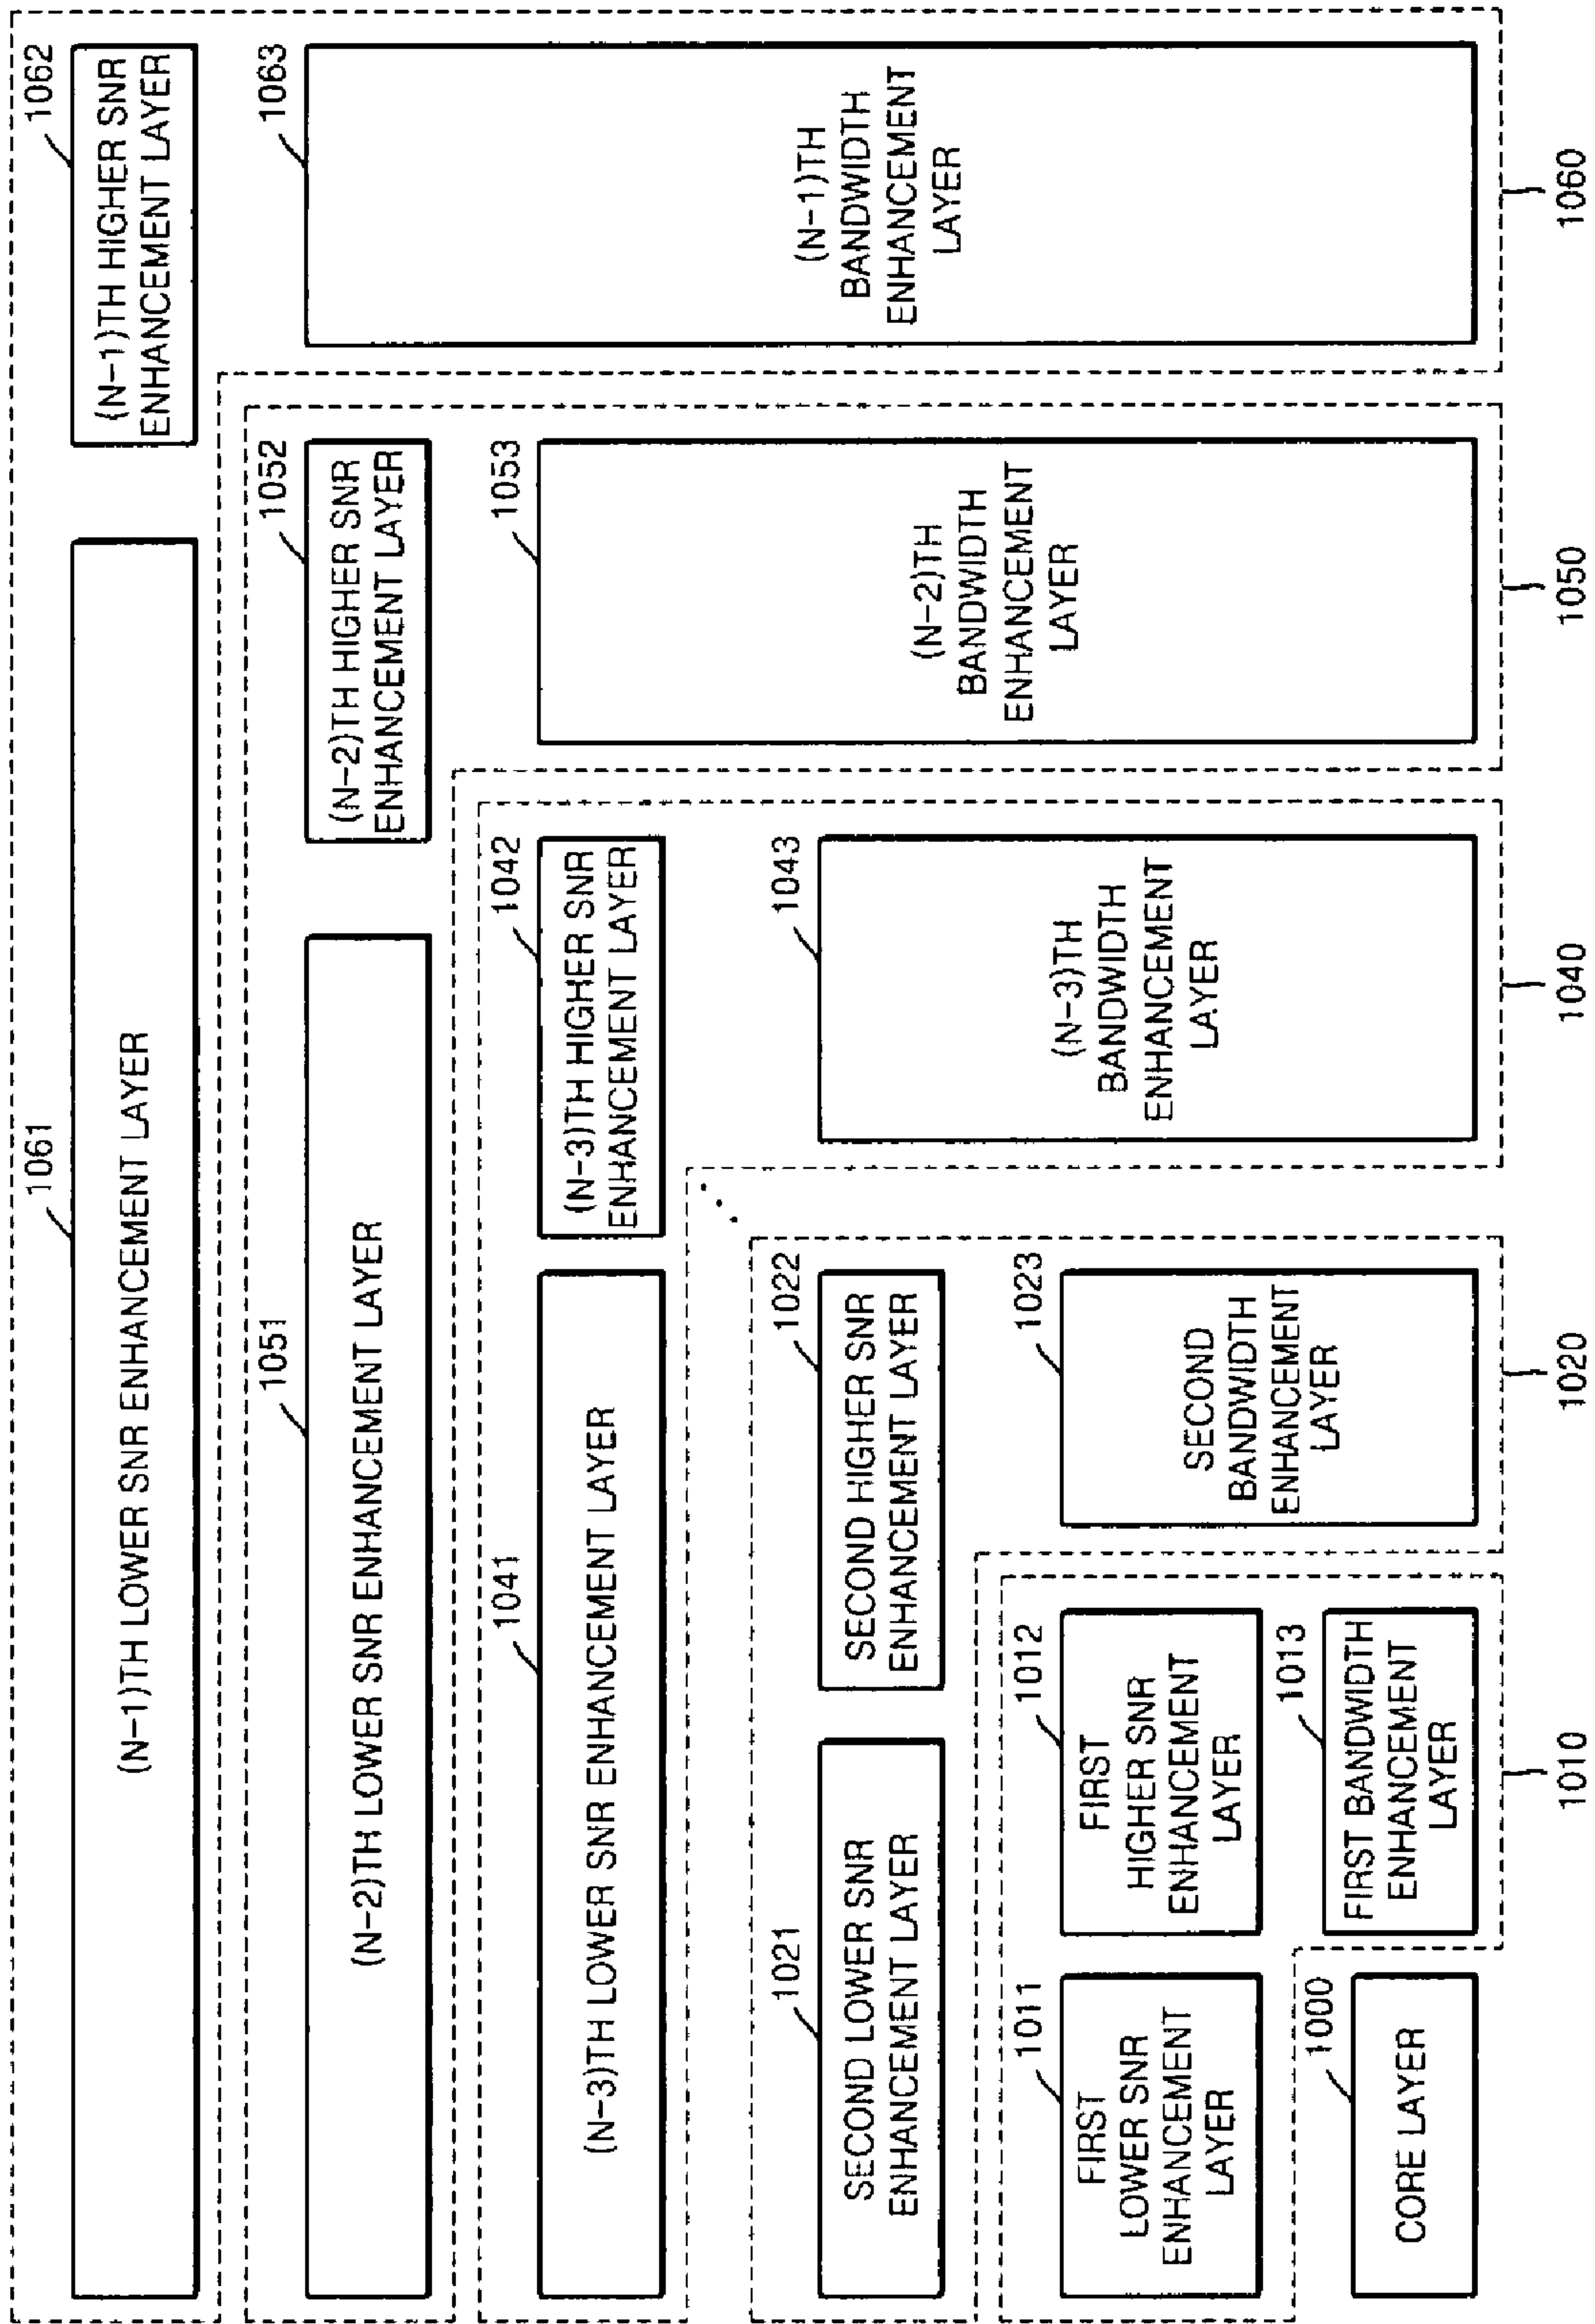 1061
(N-1)TH LOWER SNR ENHANCEMENT LAYER
1062
(N-1)TH HIGHER SNR
ENHANCEMENT LAYER
1063
(N-1)TH
BANDWIDTH
ENHANCEMENT
LAYER
1051
(N-2)TH LOWER SNR ENHANCEMENT LAYER
1052
(N-2)TH HIGHER SNR
ENHANCEMENT LAYER
1053
(N-2)TH
BANDWIDTH
ENHANCEMENT
LAYER
1041
(N-3)TH LOWER SNR ENHANCEMENT LAYER
1042
(N-3)TH HIGHER SNR
ENHANCEMENT LAYER
1043
(N-3)TH
BANDWIDTH
ENHANCEMENT
LAYER
1021
SECOND LOWER SNR
ENHANCEMENT LAYER
1022
SECOND HIGHER SNR
ENHANCEMENT LAYER
1023
SECOND
BANDWIDTH
ENHANCEMENT
LAYER
1011
FIRST
LOWER SNR
ENHANCEMENT
LAYER
1012
FIRST
HIGHER SNR
ENHANCEMENT
LAYER
1013
FIRST BANDWIDTH
ENHANCEMENT
LAYER
1000
CORE LAYER
1010
1020
1040
1050
1060